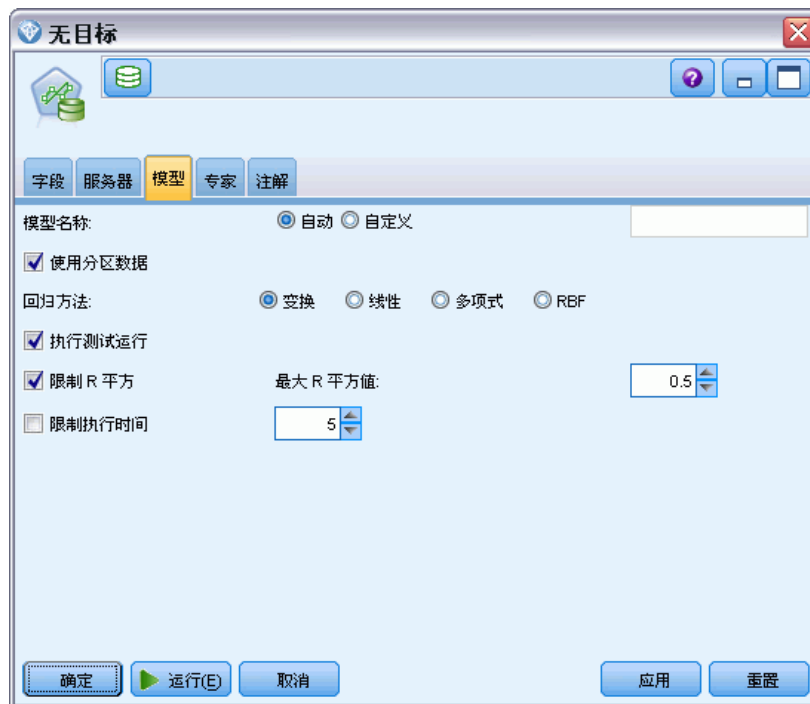 无目标
字段 服务器 模型 专家 注解
模型名称: 自动 自定义
使用分区数据
回归方法: 变换 线性 多项式 RBF
执行测试运行
限制 R 平方 最大 R 平方值: 0.5
限制执行时间 5
确定 运行(E) 取消 应用 重置